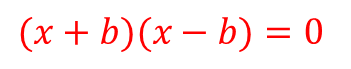 (x + b)(x − b) = 0